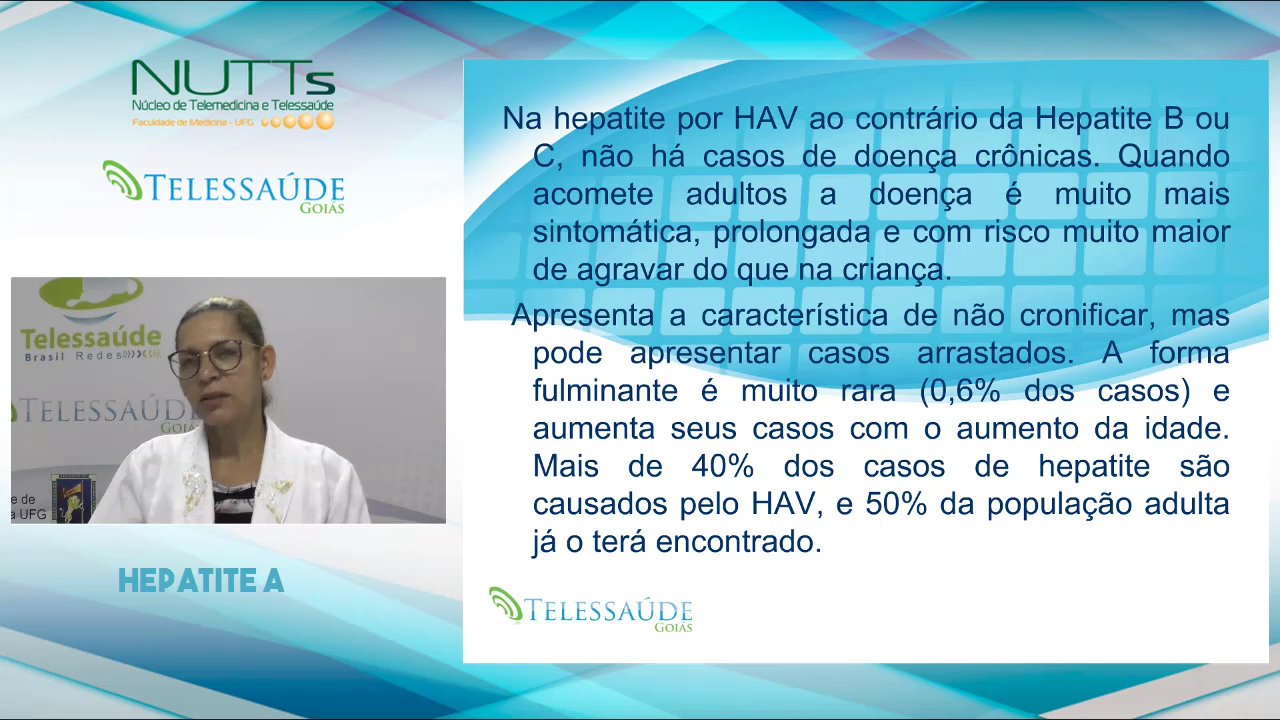 NUTTs
Núcleo de Telemedicina e Telessaúde
Faculdade de Medicina - UFG
TELESSAÚDE
GOIÁS
Telessaúde
Brasil Redes
TELESSAÚDE
GOIÁS
e de
a UFG
HEPATITE A
Na hepatite por HAV ao contrário da Hepatite B ou
C, não há casos de doença crônicas. Quando
acomete adultos a doença é muito mais
sintomática, prolongada e com risco muito maior
de agravar do que na criança.
Apresenta a característica de não cronificar, mas
pode apresentar casos arrastados. A forma
fulminante é muito rara (0,6% dos casos) e
aumenta seus casos com o aumento da idade.
Mais de 40% dos casos de hepatite são
causados pelo HAV, e 50% da população adulta
já o terá encontrado.
TELESSAÚDE
GOIÁS